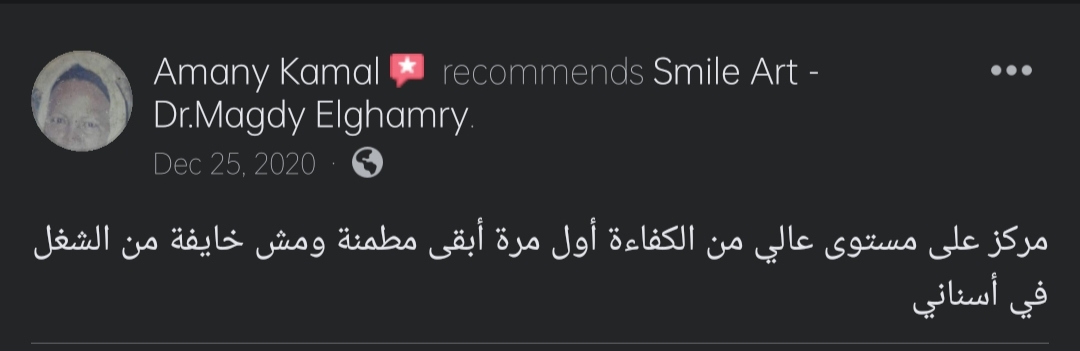 Amany Kamal recommends Smile Art -
Dr.Magdy Elghamry.
Dec 25, 2020 ·
مركز على مستوى عالي من الكفاءة أول مرة أبقى مطمنة ومش خايفة من الشغل
في أسناني